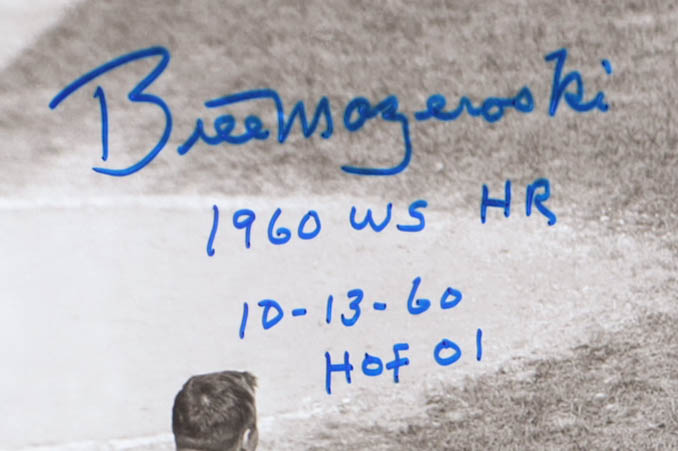 Bill Mazeroski
1960 WS HR
10-13-60
HOF 01